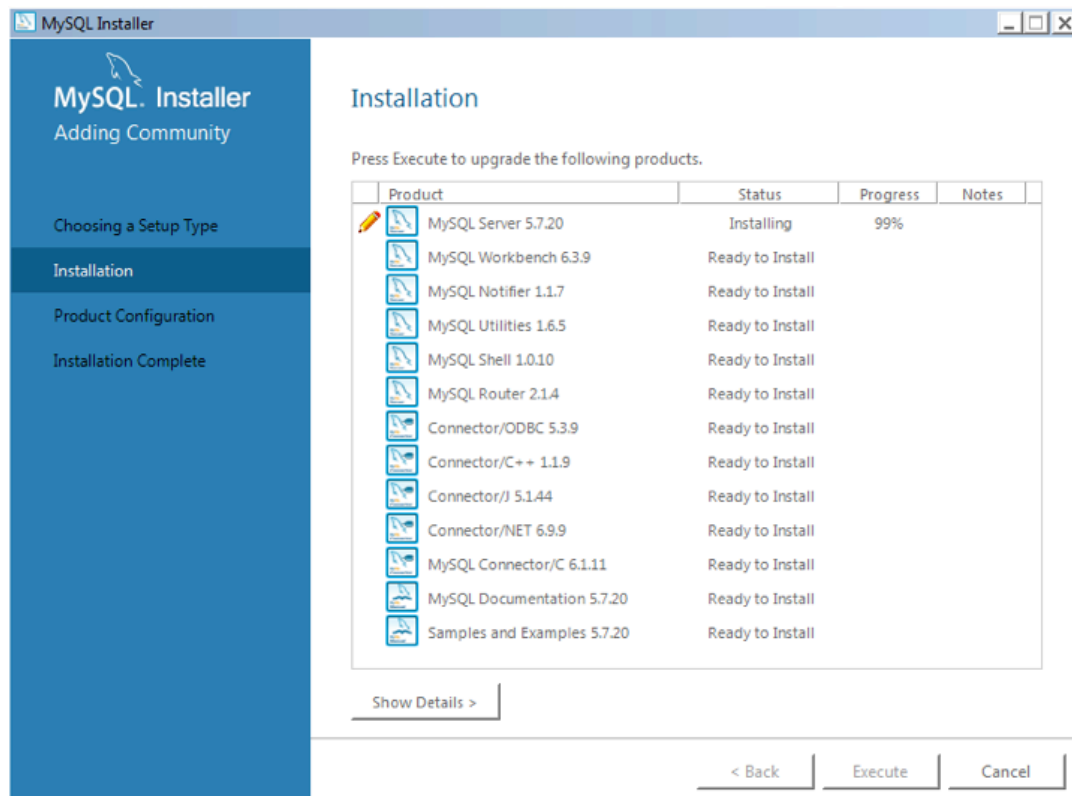 MySQL Installer
MySQL. Installer
Adding Community
Choosing a Setup Type
Installation
Product Configuration
Installation Complete
Installation
Press Execute to upgrade the following products.
Product Status Progress Notes
MySQL Server 5.7.20 Installing 99%
MySQL Workbench 6.3.9 Ready to Install
MySQL Notifier 1.1.7 Ready to Install
MySQL Utilities 1.6.5 Ready to Install
MySQL Shell 1.0.10 Ready to Install
MySQL Router 2.1.4 Ready to Install
Connector/ODBC 5.3.9 Ready to Install
Connector/C++ 1.1.9 Ready to Install
Connector/J 5.1.44 Ready to Install
Connector/NET 6.9.9 Ready to Install
MySQL Connector/C 6.1.11 Ready to Install
MySQL Documentation 5.7.20 Ready to Install
Samples and Examples 5.7.20 Ready to Install
Show Details >
< Back Execute Cancel